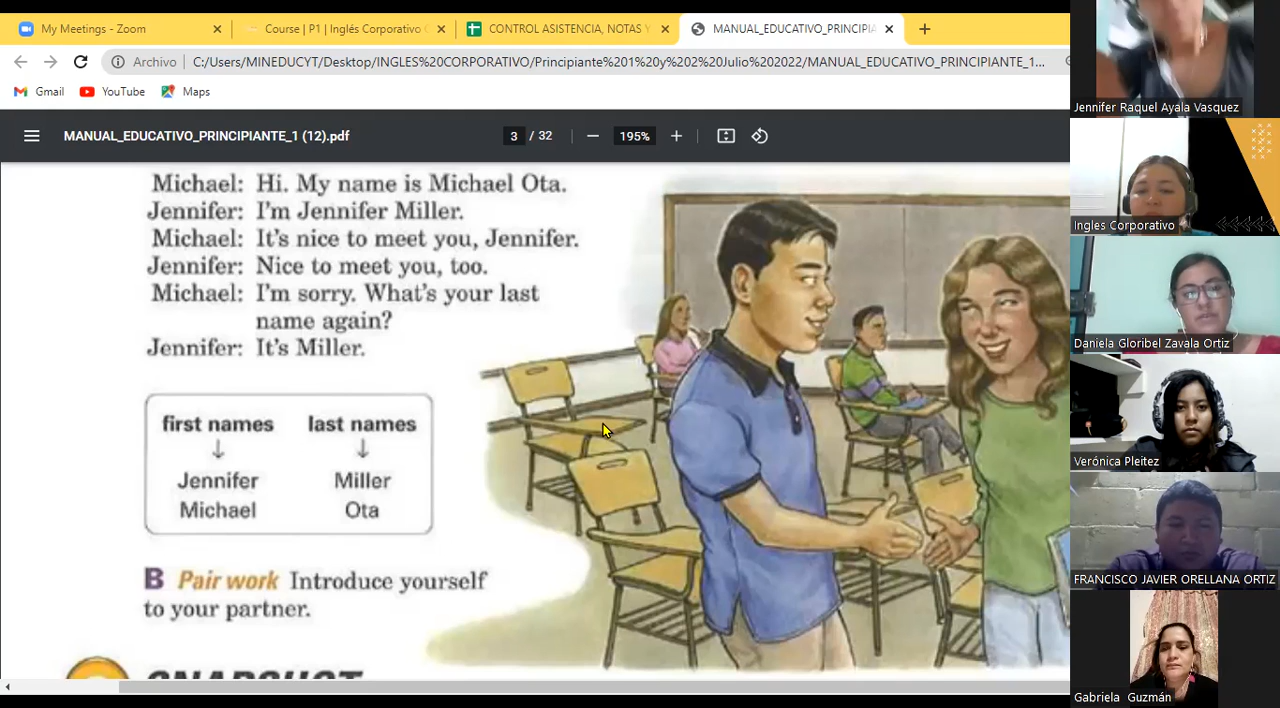 My Meetings - Zoom
Course | P1 | Inglés Corporativo
CONTROL ASISTENCIA, NOTAS Y
MANUAL_EDUCATIVO_PRINCIPIA
Archivo
C:/Users/MINEDUCYT/Desktop/INGLES%20CORPORATIVO/Principiante%201%20y%202%20Julio%202022/MANUAL_EDUCATIVO_PRINCIPIANTE_1...
Gmail
YouTube
Maps
MANUAL_EDUCATIVO_PRINCIPIANTE_1 (12).pdf
3 / 32
195%
Michael: Hi. My name is Michael Ota.
Jennifer: I'm Jennifer Miller.
Michael: It's nice to meet you, Jennifer.
Jennifer: Nice to meet you, too.
Michael: I'm sorry. What's your last
name again?
Jennifer: It's Miller.
first names last names
Jennifer Miller
Michael Ota
B Pair work Introduce yourself
to your partner.
SNAPSHOT
Jennifer Raquel Ayala Vasquez
Ingles Corporativo
Daniela Gloribel Zavala Ortiz
Verónica Pleitez
FRANCISCO JAVIER ORELLANA ORTIZ
Gabriela Guzmán